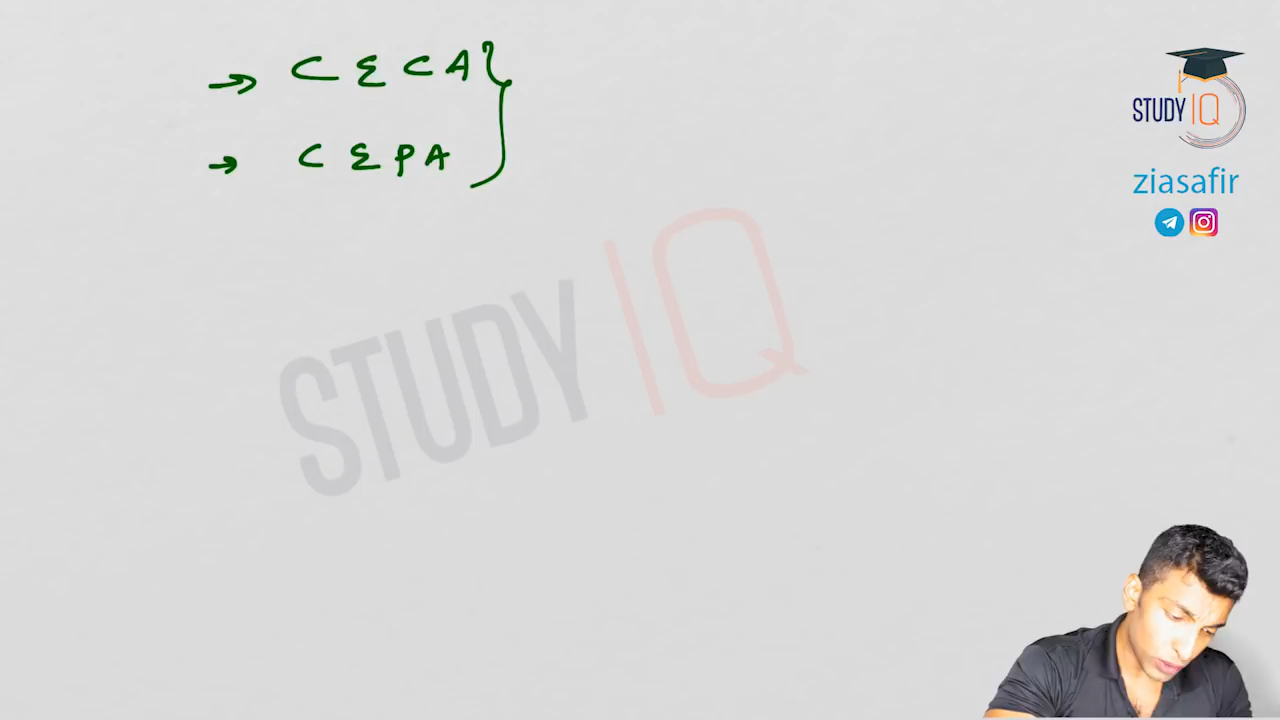 → CECA
→ CEPA
STUDY IQ
STUDY IQ
ziasafir